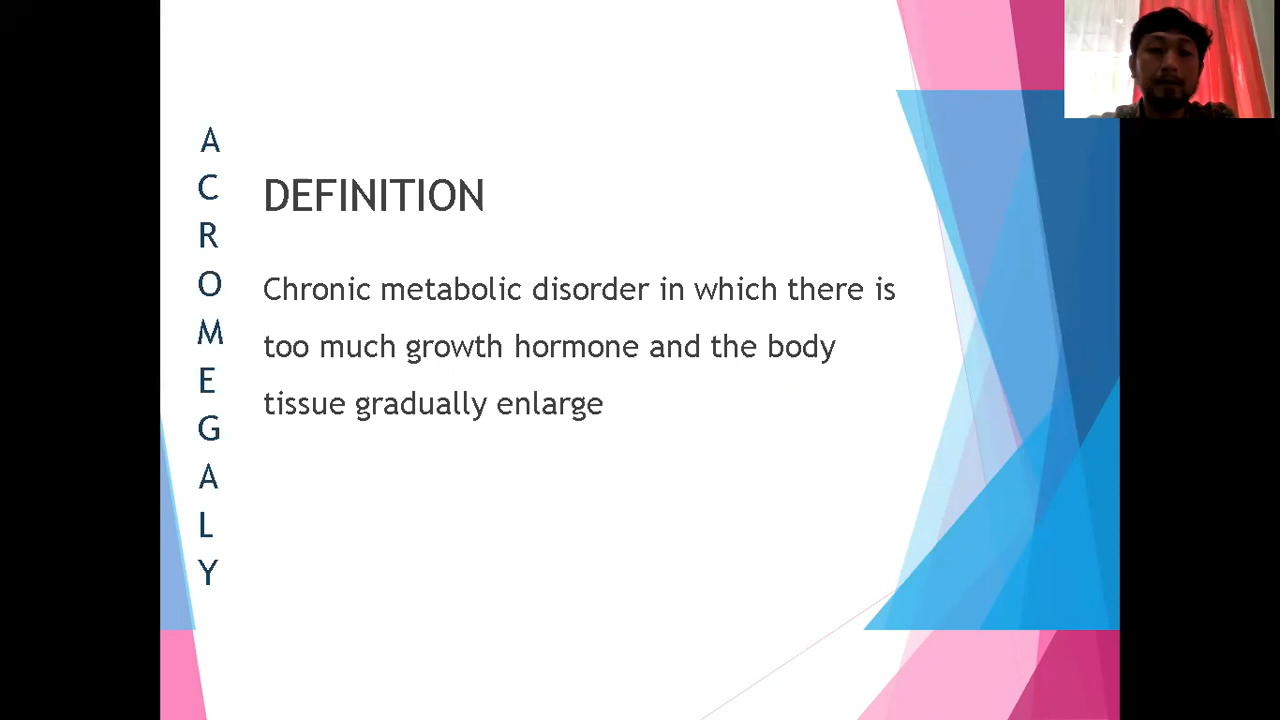 A
C
R
O
M
E
G
A
L
Y
DEFINITION
Chronic metabolic disorder in which there is
too much growth hormone and the body
tissue gradually enlarge